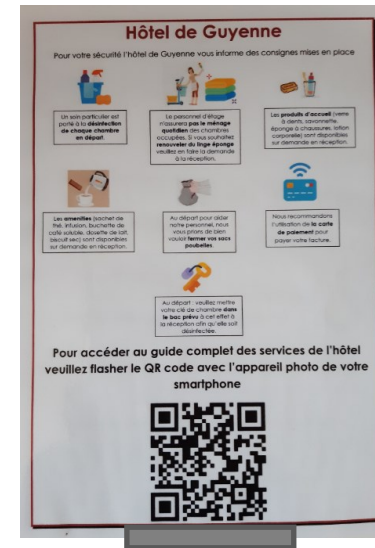 Hôtel de Guyenne
Pour votre sécurité l'hôtel de Guyenne vous informe des consignes mises en place
Un soin particulier est
porté à la désinfection
de chaque chambre
en départ.
Le personnel d'étage
n'assurera pas le ménage
quotidien des chambres
occupées. Si vous souhaitez
renouveler du linge éponge
veuillez en faire la demande
à la réception.
Les produits d'accueil (verre
à dents, savonnette,
éponge à chaussures, lotion
corporelle) sont disponibles
sur demande en réception.
Les amenities (sachet de
thé, infusion, buchette de
café soluble, dosette de lait,
biscuit sec) sont disponibles
sur demande en réception.
Au départ pour aider
notre personnel, nous
vous prions de bien
vouloir fermer vos sacs
poubelles.
Nous recommandons
l'utilisation de la carte
de paiement pour
payer votre facture.
Au départ : veuillez mettre
votre clé de chambre dans
le bac prévu à cet effet à
la réception afin qu'elle soit
désinfectée.
Pour accéder au guide complet des services de l'hôtel
veuillez flasher le QR code avec l'appareil photo de votre
smartphone